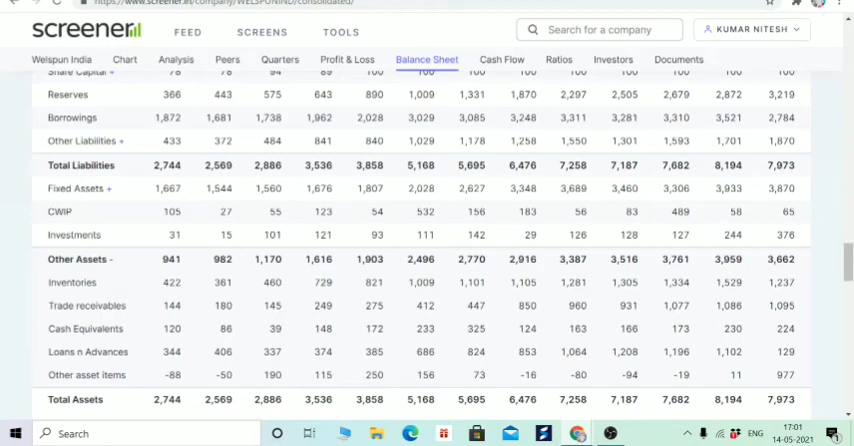 https://www.screener.in/company/WELSPUNIND/consolidated/
screener
FEED SCREENS TOOLS
Search for a company
KUMAR NITESH
Welspun India Chart Analysis Peers Quarters Profit & Loss Balance Sheet Cash Flow Ratios Investors Documents
Share Capital + 78 78 94 89 100 100 100 100 100 100 100 100 100
Reserves 366 443 575 643 890 1,009 1,331 1,870 2,297 2,505 2,679 2,872 3,219
Borrowings 1,872 1,681 1,738 1,962 2,028 3,029 3,085 3,248 3,311 3,281 3,310 3,521 2,784
Other Liabilities + 433 372 484 841 840 1,029 1,178 1,258 1,550 1,301 1,593 1,701 1,870
Total Liabilities 2,744 2,569 2,886 3,536 3,858 5,168 5,695 6,476 7,258 7,187 7,682 8,194 7,973
Fixed Assets + 1,667 1,544 1,560 1,676 1,807 2,028 2,627 3,348 3,689 3,460 3,306 3,933 3,870
CWIP 105 27 55 123 54 532 156 183 56 83 489 58 65
Investments 31 15 101 121 93 111 142 29 126 128 127 244 376
Other Assets - 941 982 1,170 1,616 1,903 2,496 2,770 2,916 3,387 3,516 3,761 3,959 3,662
Inventories 422 361 460 729 821 1,009 1,101 1,105 1,281 1,305 1,334 1,529 1,237
Trade receivables 144 180 145 249 275 412 447 850 960 931 1,077 1,086 1,095
Cash Equivalents 120 86 39 148 172 233 325 124 163 166 173 230 224
Loans n Advances 344 406 337 374 385 686 824 853 1,064 1,208 1,196 1,102 129
Other asset items -88 -50 190 115 250 156 73 -16 -80 -94 -19 11 977
Total Assets 2,744 2,569 2,886 3,536 3,858 5,168 5,695 6,476 7,258 7,187 7,682 8,194 7,973
Search
ENG
17:01
14-05-2021